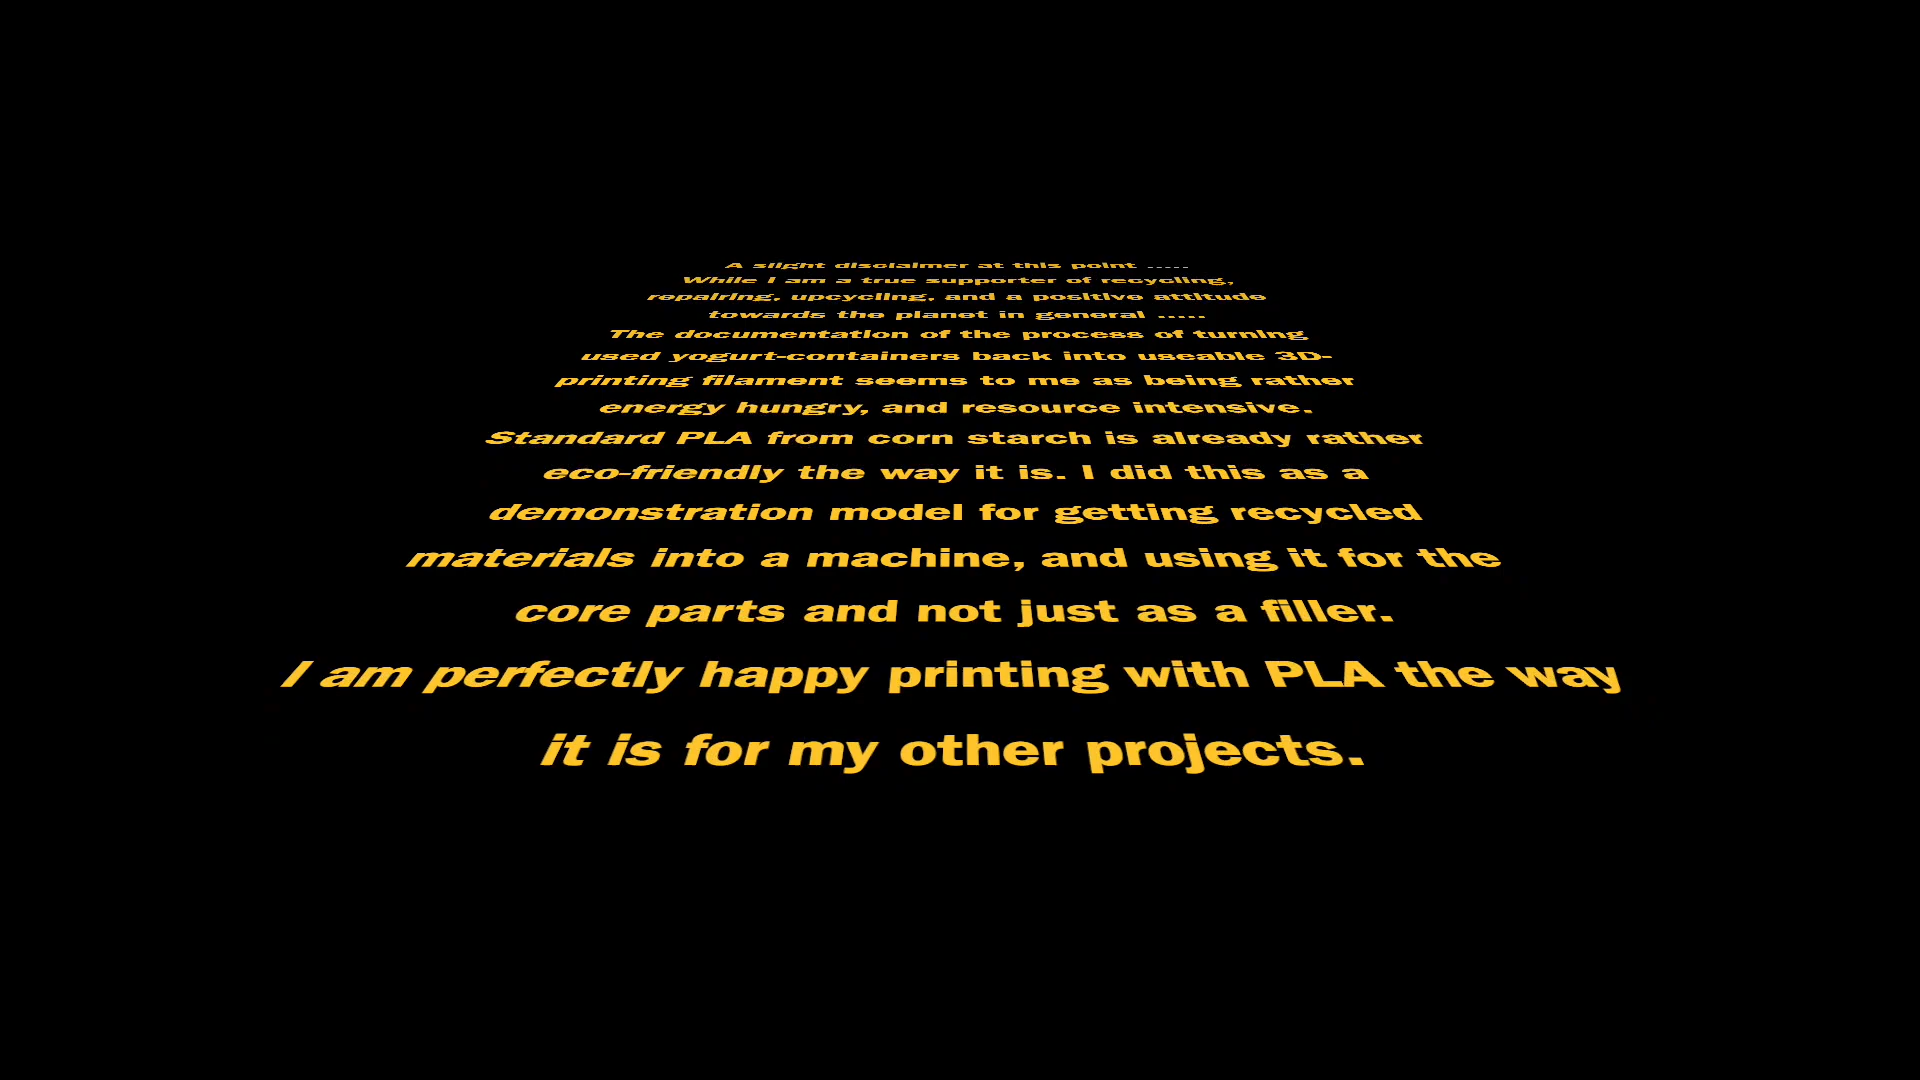 A slight disclaimer at this point .....
While I am a true supporter of recycling,
repairing, upcycling, and a positive attitude
towards the planet in general .....
The documentation of the process of turning
used yogurt-containers back into useable 3D-
printing filament seems to me as being rather
energy hungry, and resource intensive.
Standard PLA from corn starch is already rather
eco-friendly the way it is. I did this as a
demonstration model for getting recycled
materials into a machine, and using it for the
core parts and not just as a filler.
I am perfectly happy printing with PLA the way
it is for my other projects.